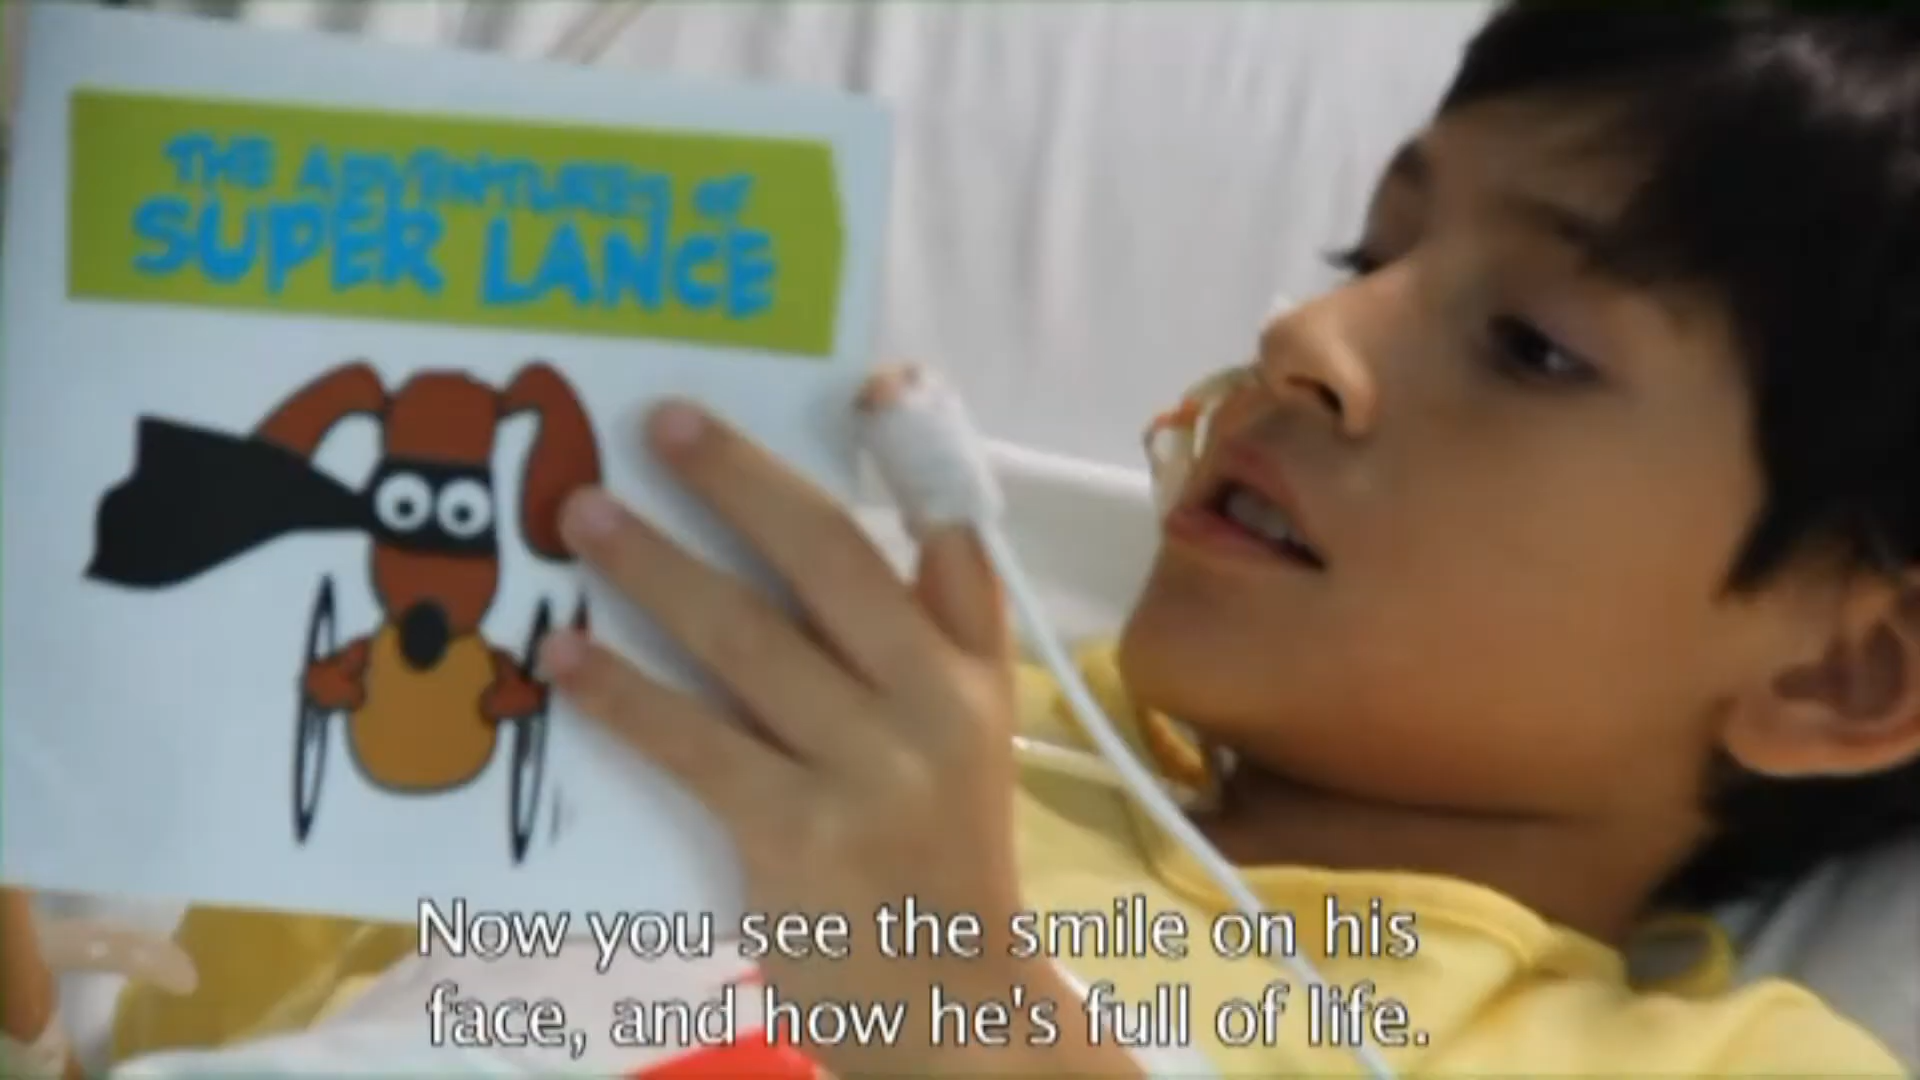 THE ADVENTURES OF
SUPER LANCE
Now you see the smile on his
face, and how he's full of life.